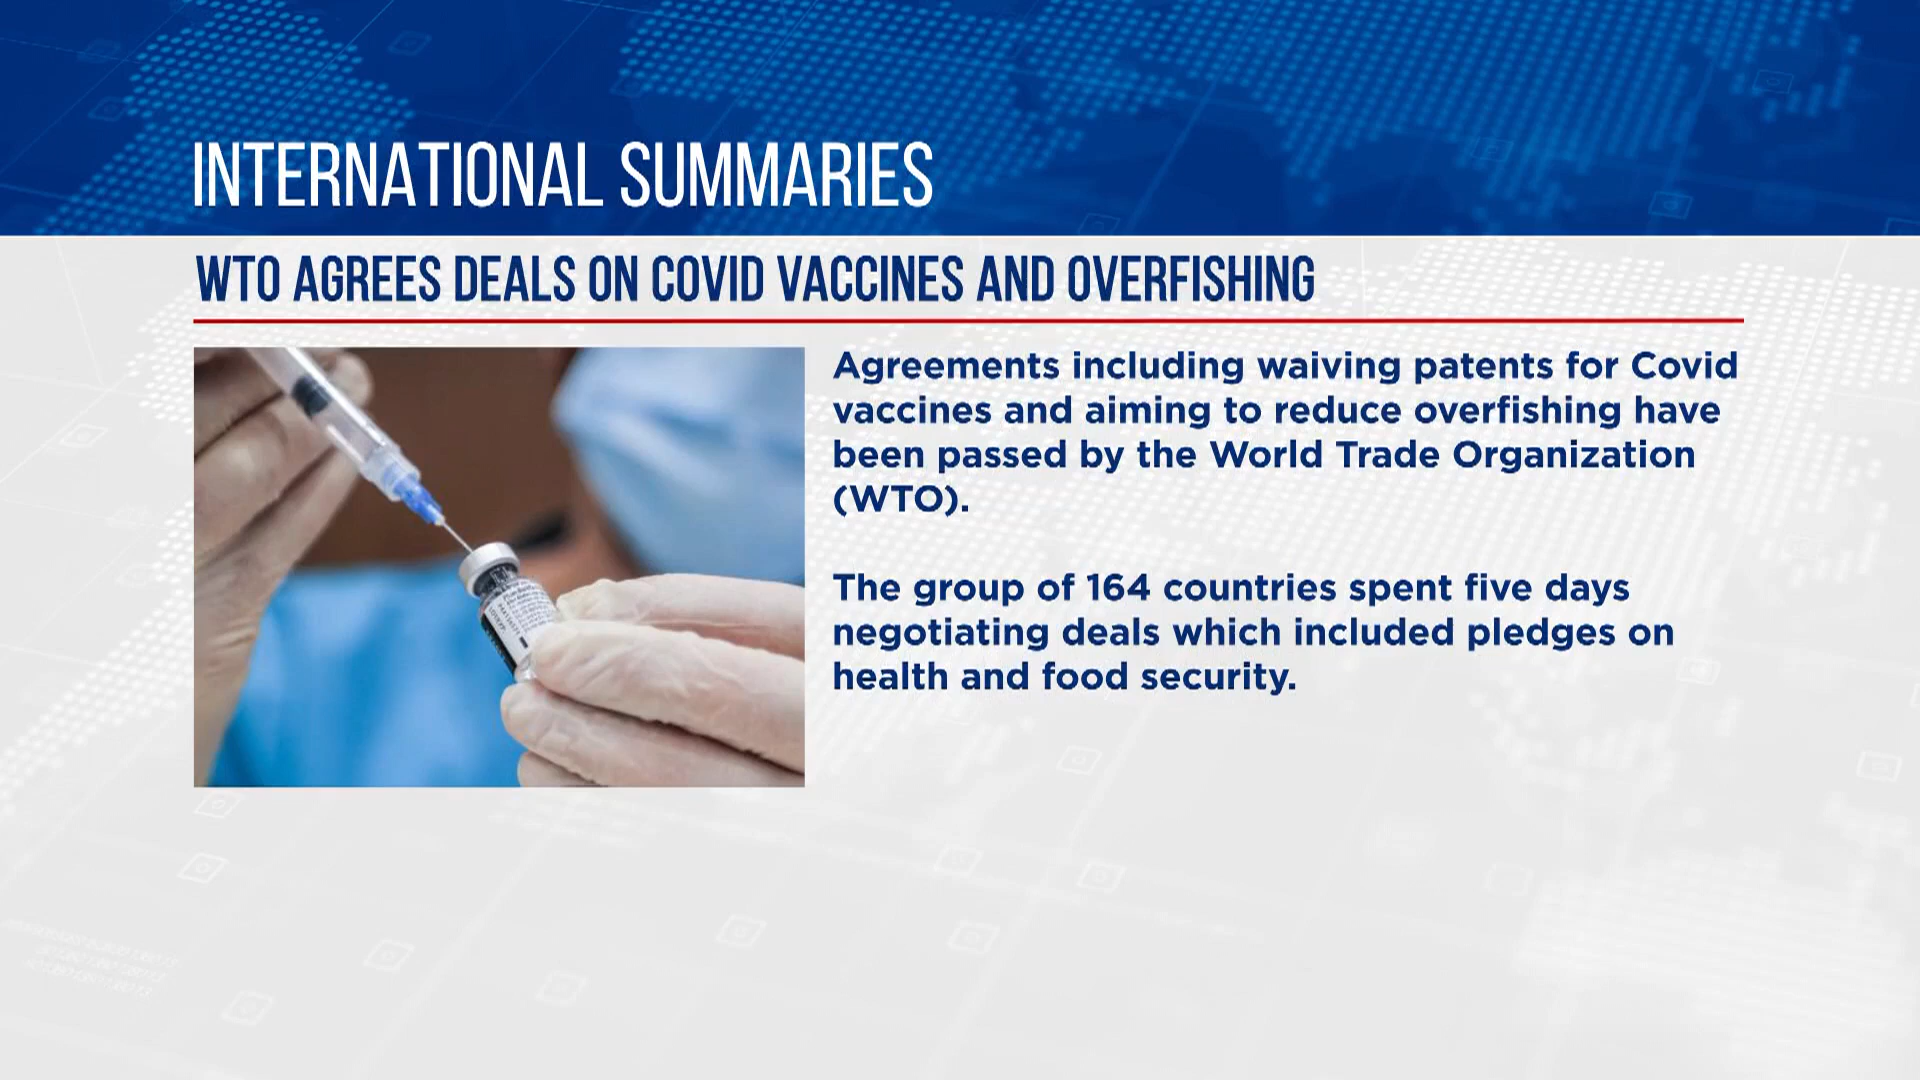 INTERNATIONAL SUMMARIES
WTO AGREES DEALS ON COVID VACCINES AND OVERFISHING
Agreements including waiving patents for Covid
vaccines and aiming to reduce overfishing have
been passed by the World Trade Organization
(WTO).
The group of 164 countries spent five days
negotiating deals which included pledges on
health and food security.